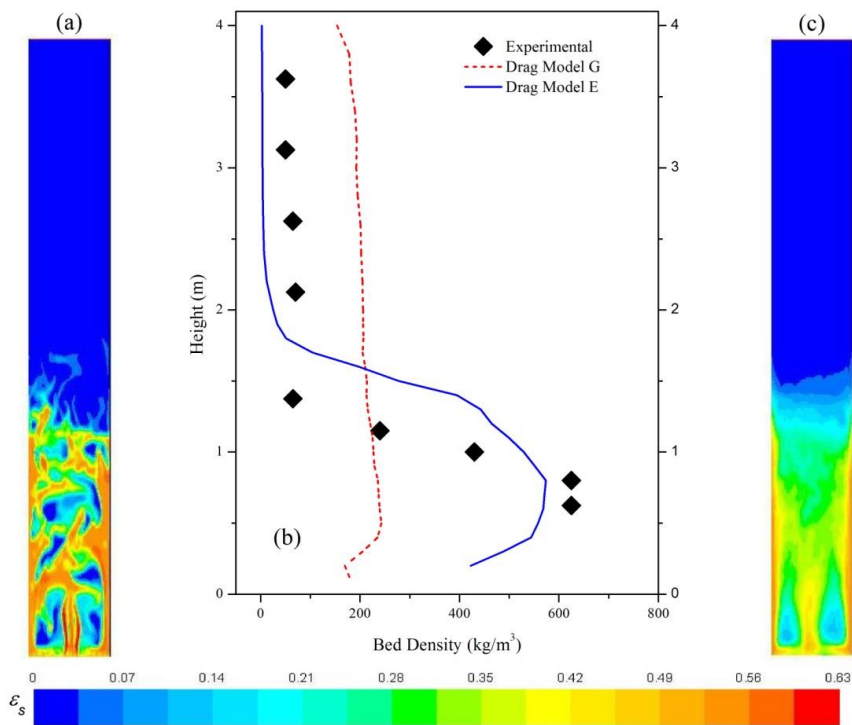 (a)
(c)
4
3
2
1
0
Height (m)
Experimental
Drag Model G
Drag Model E
(b)
4
3
2
1
0
0
200
400
600
800
Bed Density (kg/m³)
0
0.07
0.14
0.21
0.28
0.35
0.42
0.49
0.56
0.63
εs